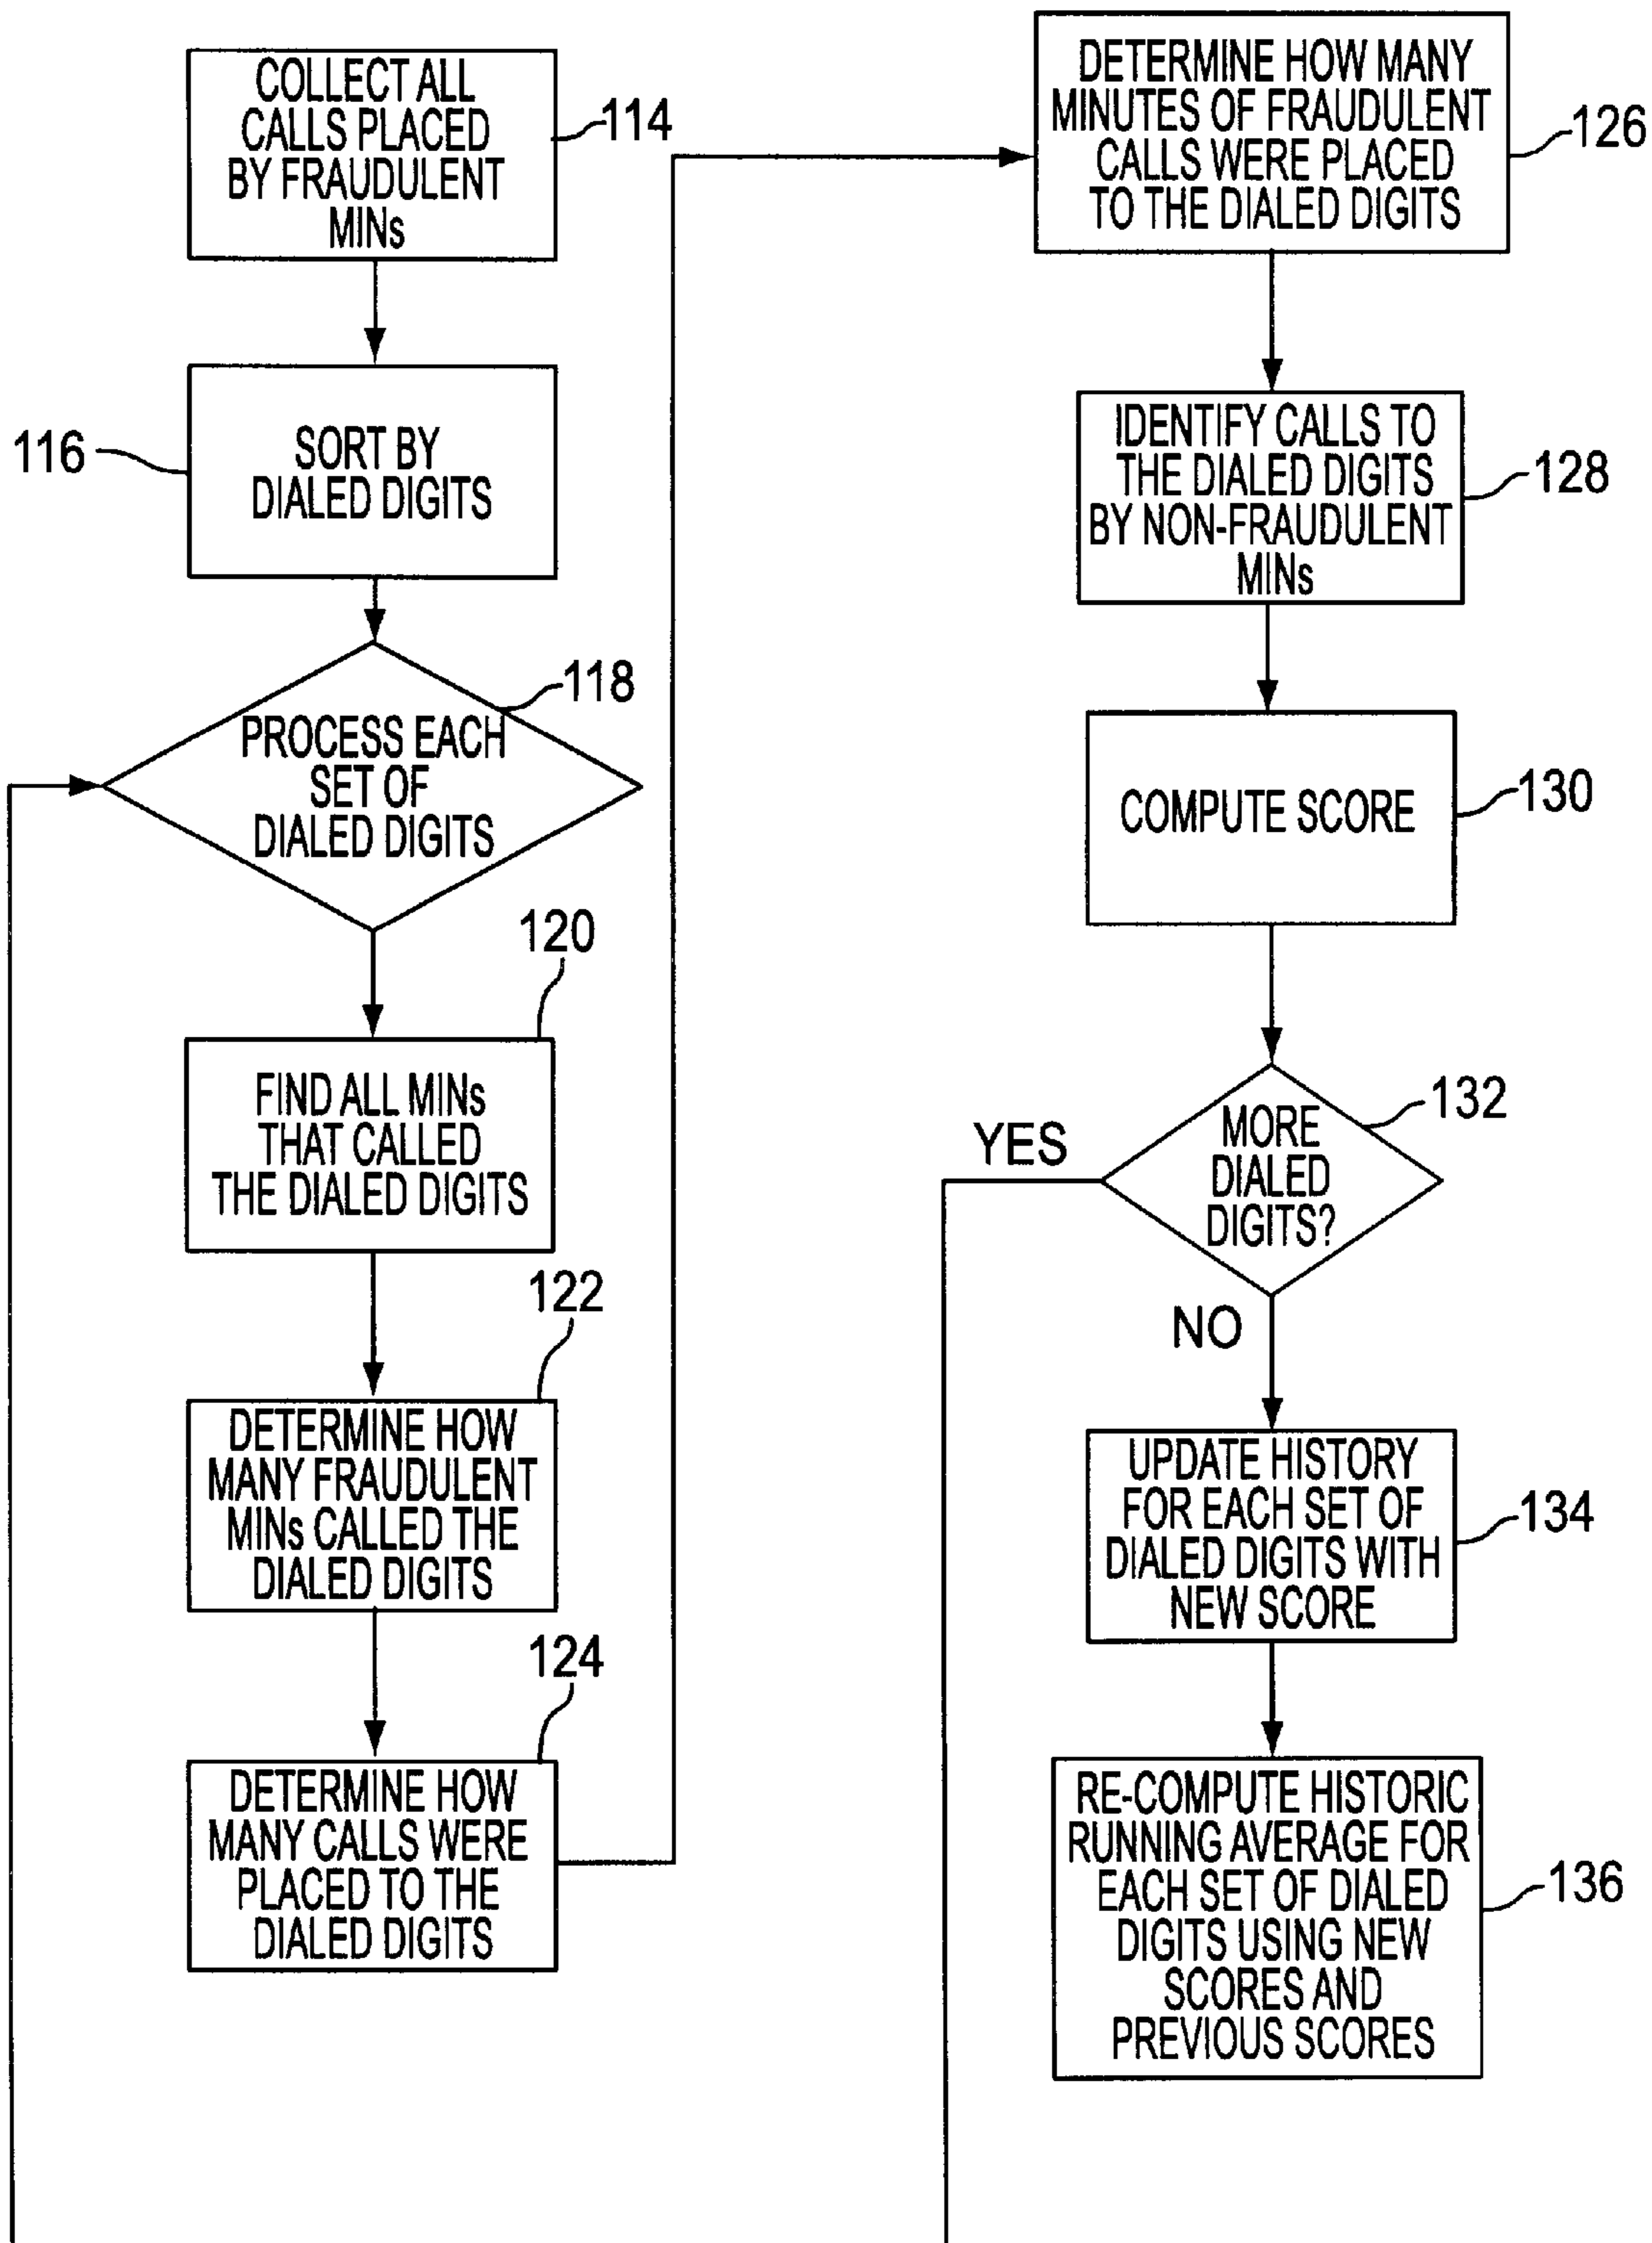 COLLECT ALL
CALLS PLACED
BY FRAUDULENT
MINs
114
SORT BY
DIALED DIGITS
116
PROCESS EACH
SET OF
DIALED DIGITS
118
120
FIND ALL MINs
THAT CALLED
THE DIALED DIGITS
122
DETERMINE HOW
MANY FRAUDULENT
MINs CALLED THE
DIALED DIGITS
124
DETERMINE HOW
MANY CALLS WERE
PLACED TO THE
DIALED DIGITS
DETERMINE HOW MANY
MINUTES OF FRAUDULENT
CALLS WERE PLACED
TO THE DIALED DIGITS
126
IDENTIFY CALLS TO
THE DIALED DIGITS
BY NON-FRAUDULENT
MINs
128
COMPUTE SCORE
130
MORE
DIALED
DIGITS?
132
YES
NO
UPDATE HISTORY
FOR EACH SET OF
DIALED DIGITS WITH
NEW SCORE
134
RE-COMPUTE HISTORIC
RUNNING AVERAGE FOR
EACH SET OF DIALED
DIGITS USING NEW
SCORES AND
PREVIOUS SCORES
136